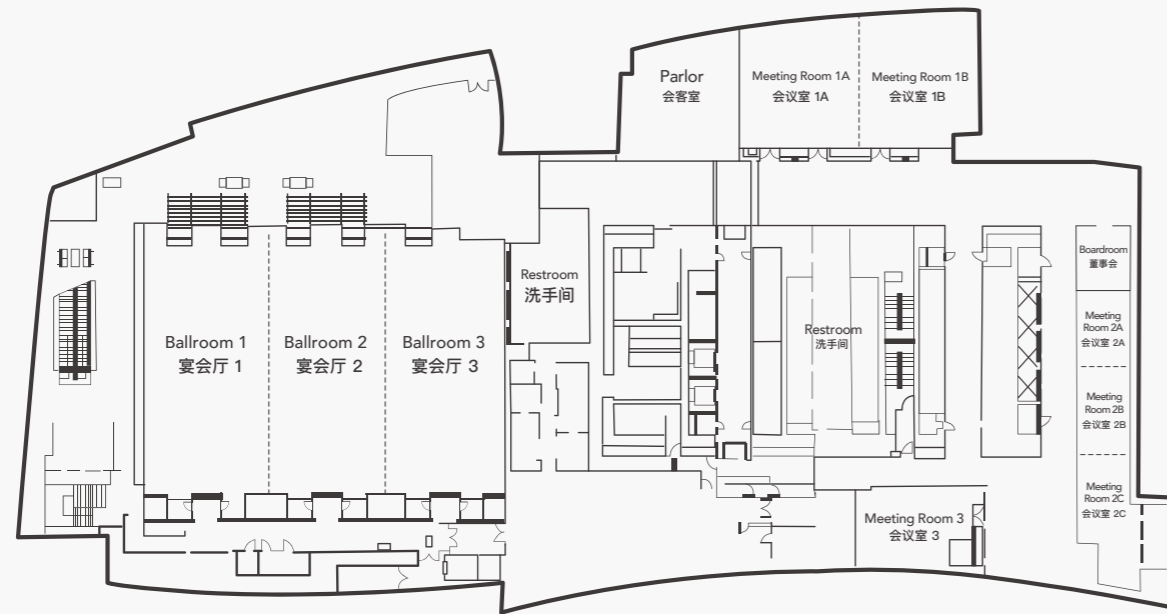 Parlor
会客室
Meeting Room 1A
会议室 1A
Meeting Room 1B
会议室 1B
Restroom
洗手间
Boardroom
董事会
Ballroom 1
宴会厅 1
Ballroom 2
宴会厅 2
Ballroom 3
宴会厅 3
Restroom
洗手间
Meeting
Room 2A
会议室 2A
Meeting
Room 2B
会议室 2B
Meeting
Room 2C
会议室 2C
Meeting Room 3
会议室 3